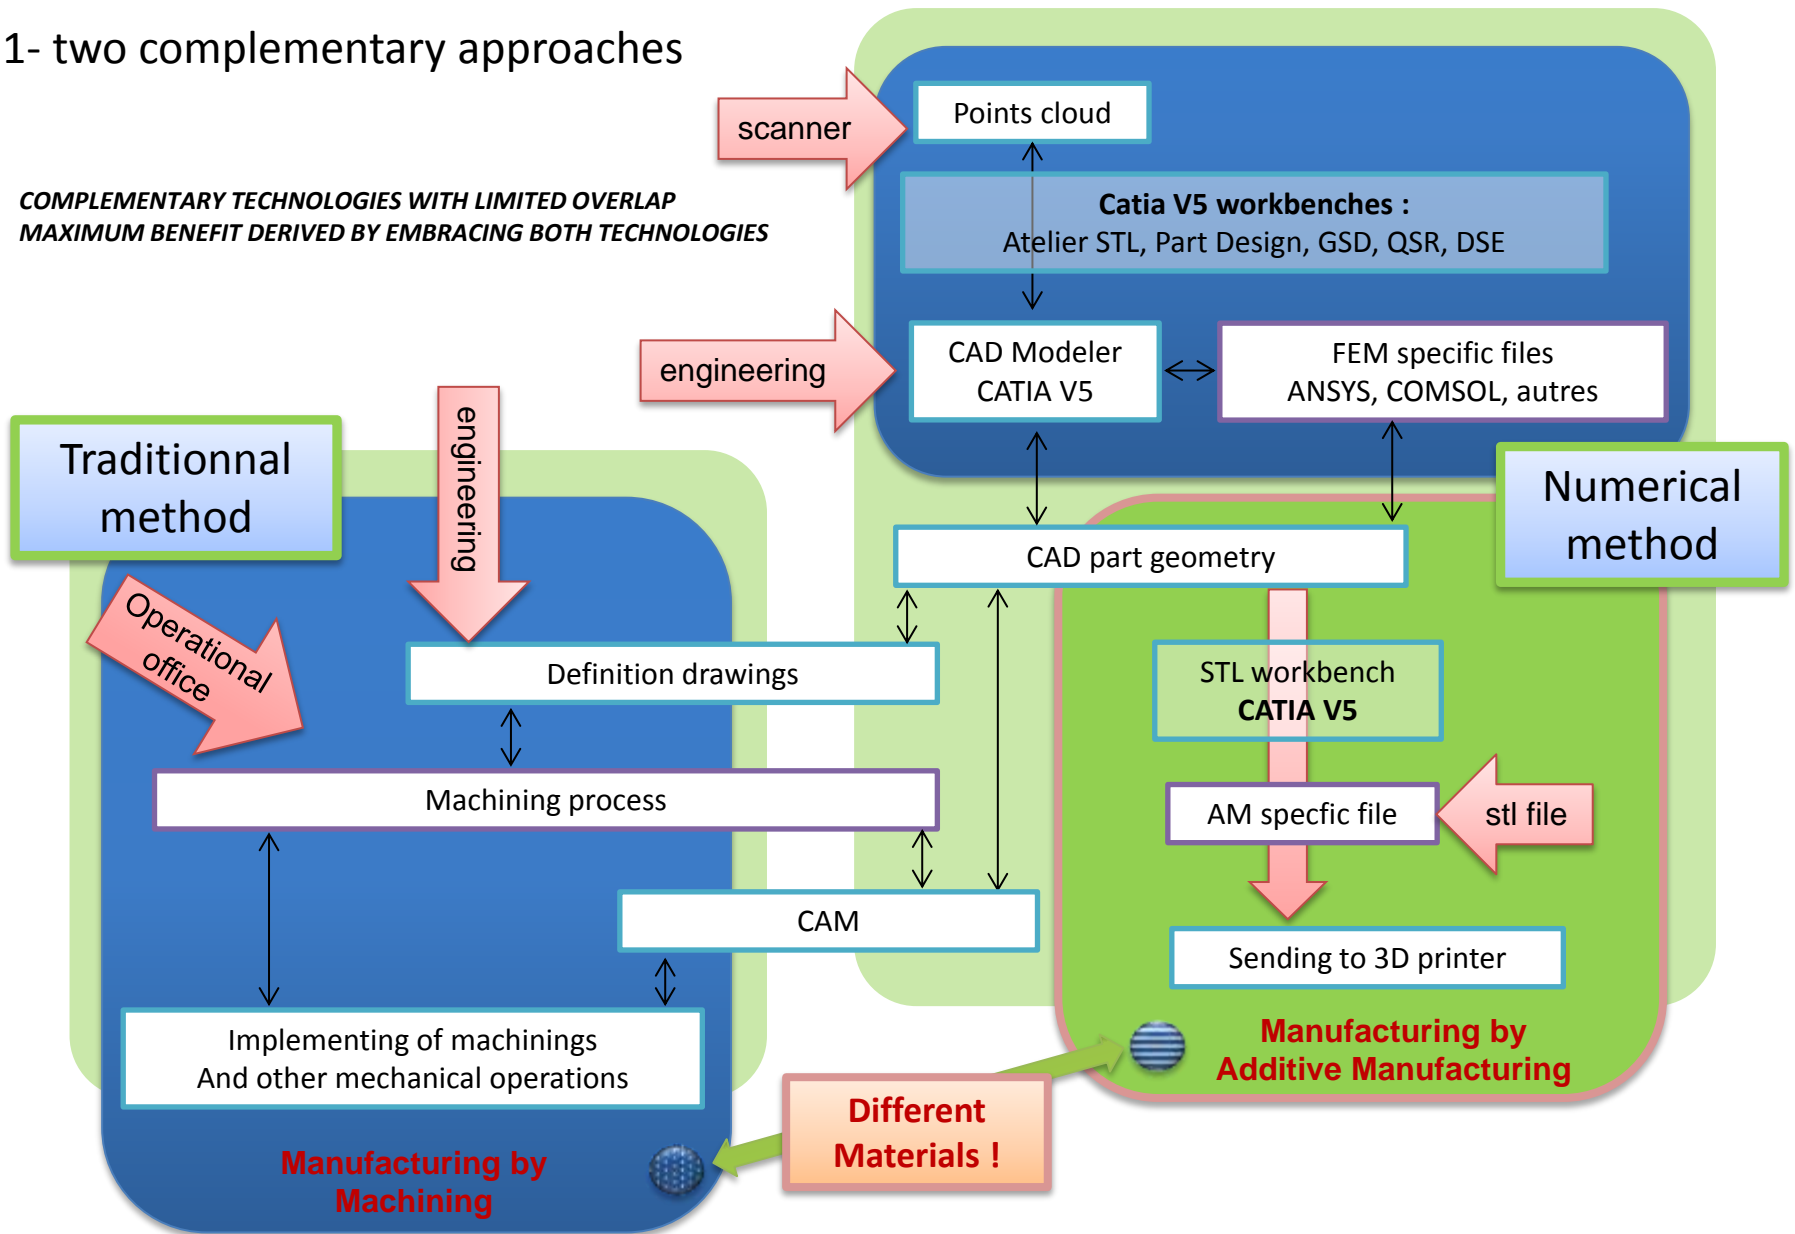 1- two complementary approaches
COMPLEMENTARY TECHNOLOGIES WITH LIMITED OVERLAP
MAXIMUM BENEFIT DERIVED BY EMBRACING BOTH TECHNOLOGIES
scanner
Points cloud
Catia V5 workbenches :
Atelier STL, Part Design, GSD, QSR, DSE
engineering
CAD Modeler
CATIA V5
FEM specific files
ANSYS, COMSOL, autres
Traditionnal
method
engineering
Numerical
method
CAD part geometry
Operational
office
Definition drawings
STL workbench
CATIA V5
Machining process
AM specfic file
stl file
CAM
Sending to 3D printer
Implementing of machinings
And other mechanical operations
Manufacturing by
Additive Manufacturing
Different
Materials !
Manufacturing by
Machining